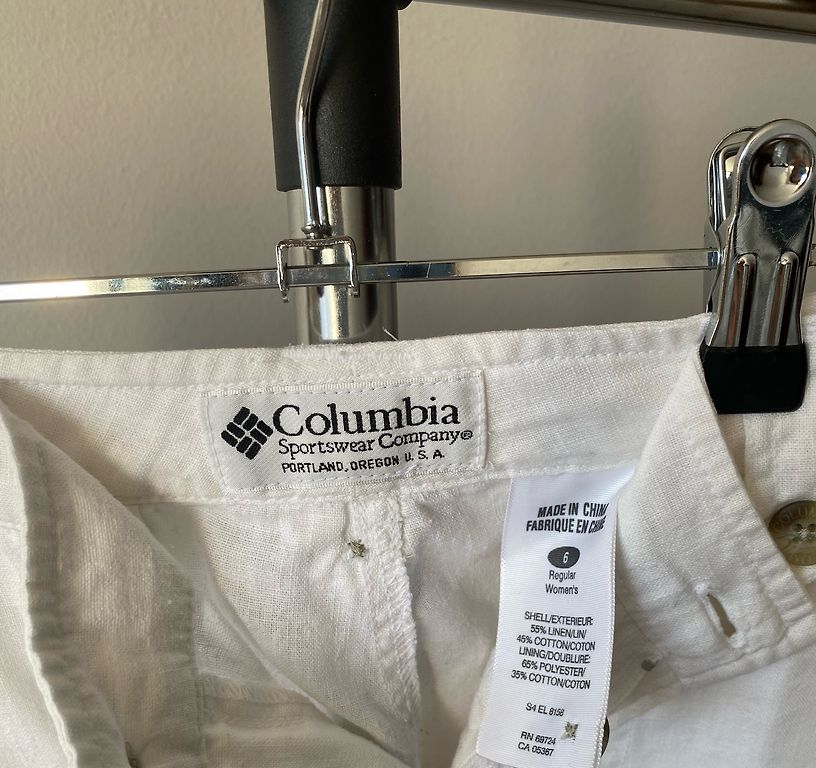 Columbia
Sportswear Company®
PORTLAND, OREGON U. S. A.
MADE IN CHINA
FABRIQUE EN
6
Regular
Women's
SHELL/EXTERIEUR:
55% LINEN/LIN/
45% COTTON/COTON
LINING/DOUBLURE:
65% POLYESTER/
35% COTTON/COTON
S4 EL 8158
RN 69724
CA 05367